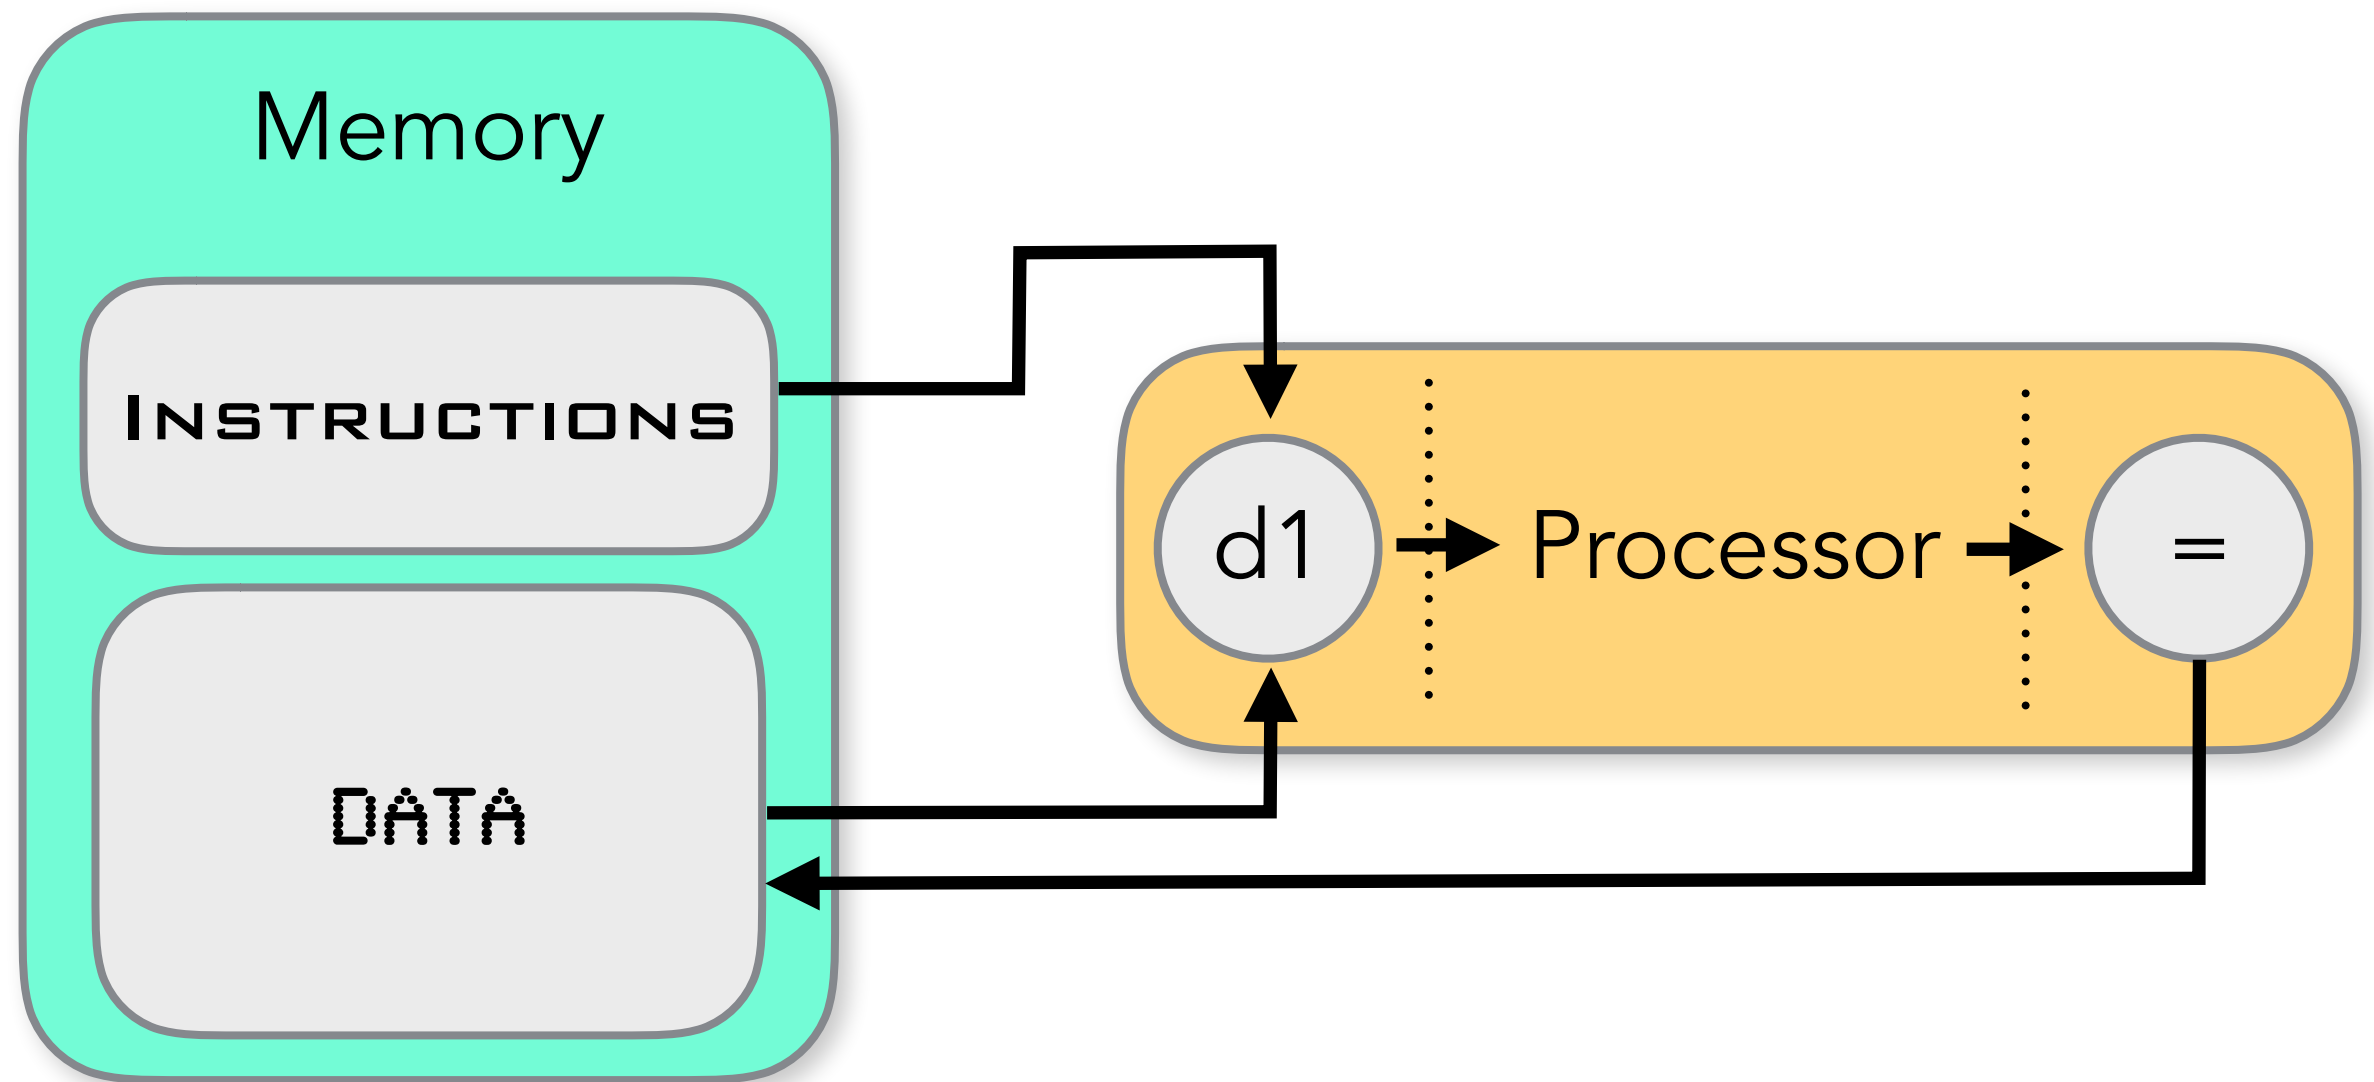 Memory
INSTRUCTIONS
DATA
d1
Processor
=